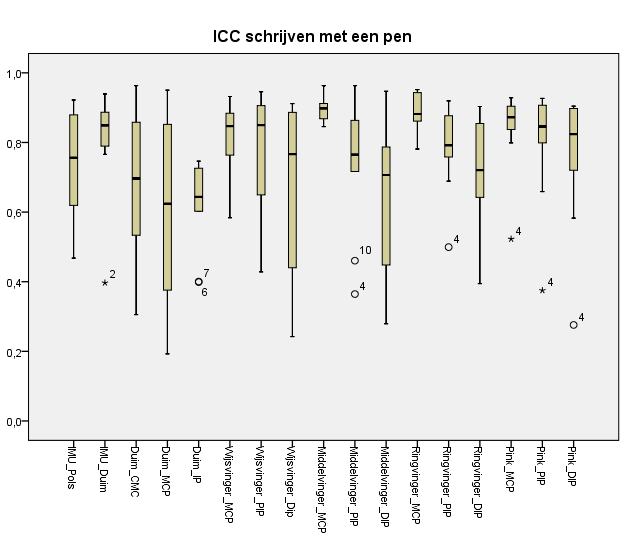 ICC schrijven met een pen
1,0
0,8
0,6
0,4
0,2
0,0
2
7
6
10
4
4
4
4
4
IMU_Pols
IMU_Duim
Duim_CMC
Duim_MCP
Duim_IP
Wijsvinger_MCP
Wijsvinger_PIP
Wijsvinger_Dip
Middelvinger_MCP
Middelvinger_PIP
Middelvinger_DIP
Ringvinger_MCP
Ringvinger_PIP
Ringvinger_DIP
Pink_MCP
Pink_PIP
Pink_DIP